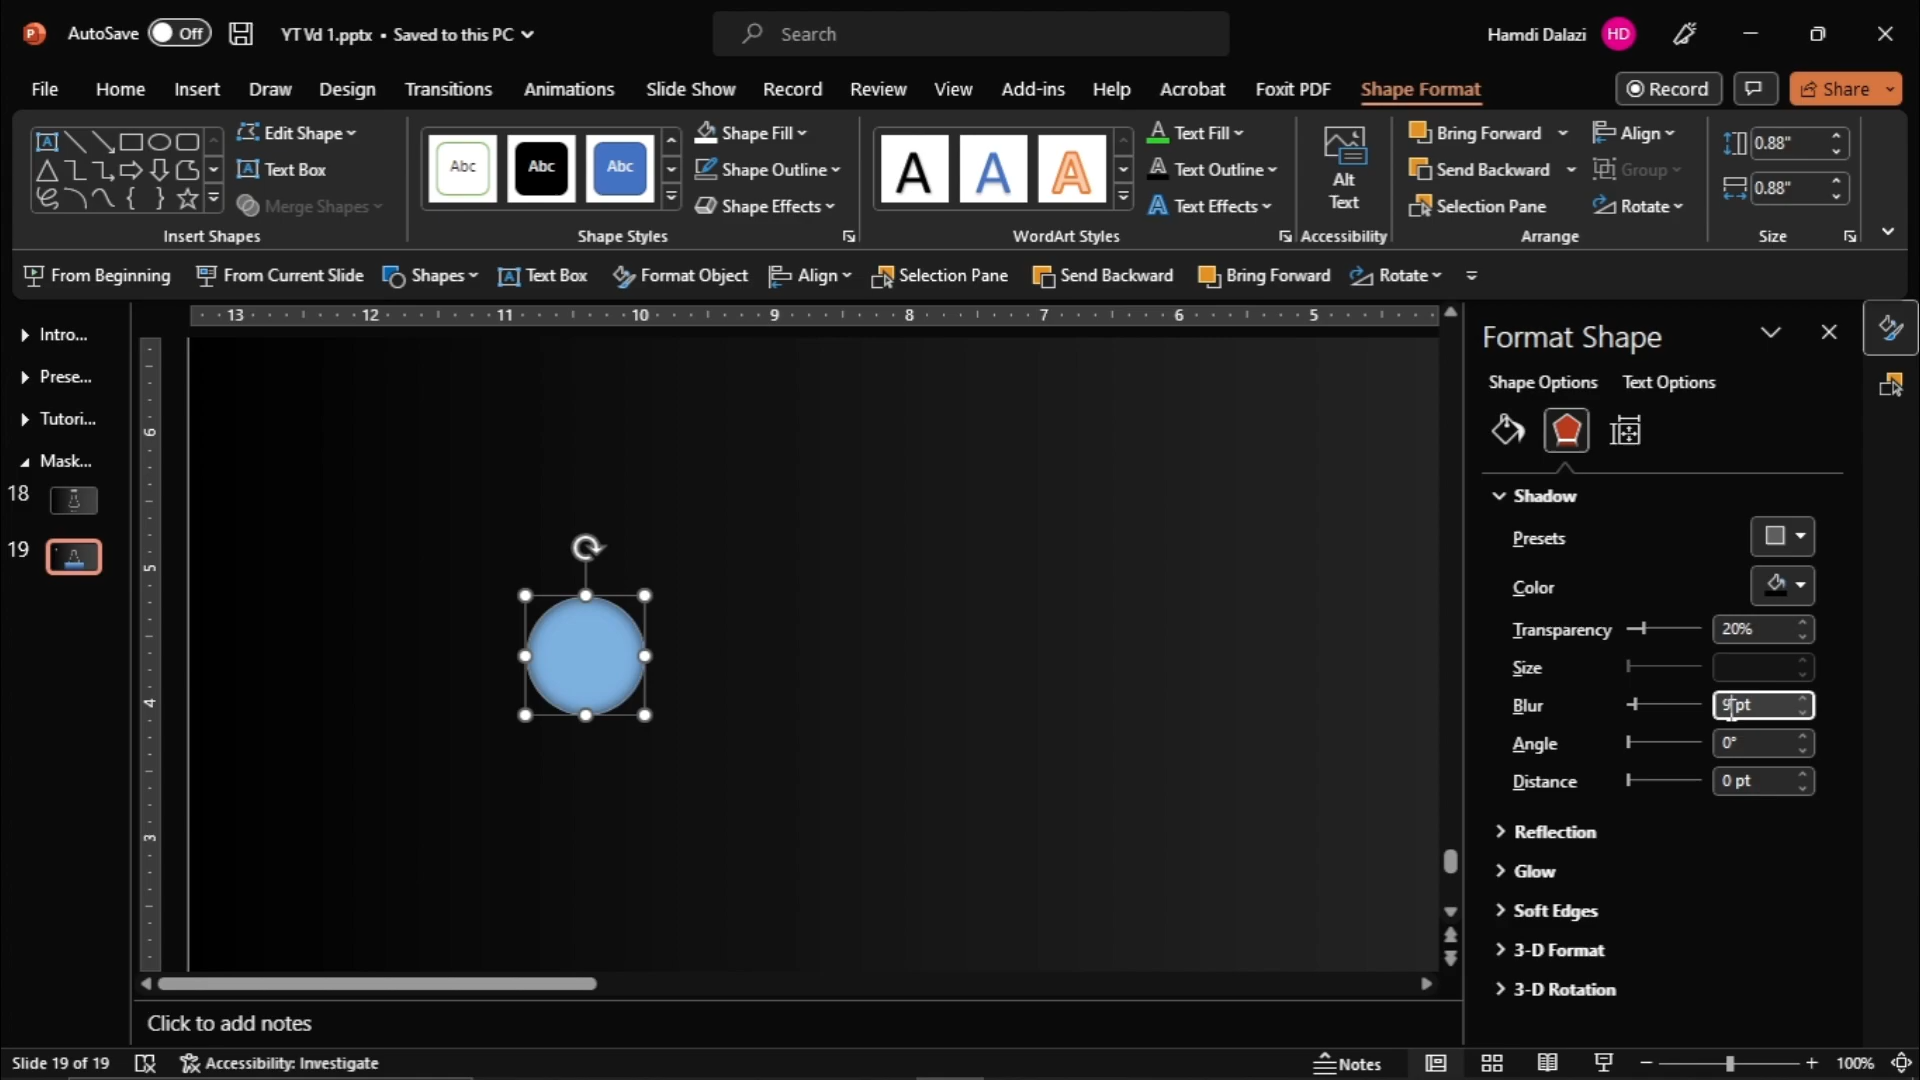 AutoSave Off YT Vd 1.pptx • Saved to this PC Search Hamdi Dalazi HD
File Home Insert Draw Design Transitions Animations Slide Show Record Review View Add-ins Help Acrobat Foxit PDF Shape Format Record Share
Edit Shape Shape Fill Text Fill Bring Forward Align 0.88"
Text Box Abc Abc Abc Shape Outline A A A Text Outline Alt Text Send Backward Group 0.88"
Merge Shapes Shape Effects Text Effects Selection Pane Rotate
Insert Shapes Shape Styles WordArt Styles Accessibility Arrange Size
From Beginning From Current Slide Shapes Text Box Format Object Align Selection Pane Send Backward Bring Forward Rotate
13 12 11 10 9 8 7 6 5
6
5
4
3
Intro...
Prese...
Tutori...
Mask...
18
19
Format Shape
Shape Options Text Options
Shadow
Presets
Color
Transparency 20%
Size
Blur 9 pt
Angle 0°
Distance 0 pt
Reflection
Glow
Soft Edges
3-D Format
3-D Rotation
Click to add notes
Slide 19 of 19 Accessibility: Investigate Notes 100%